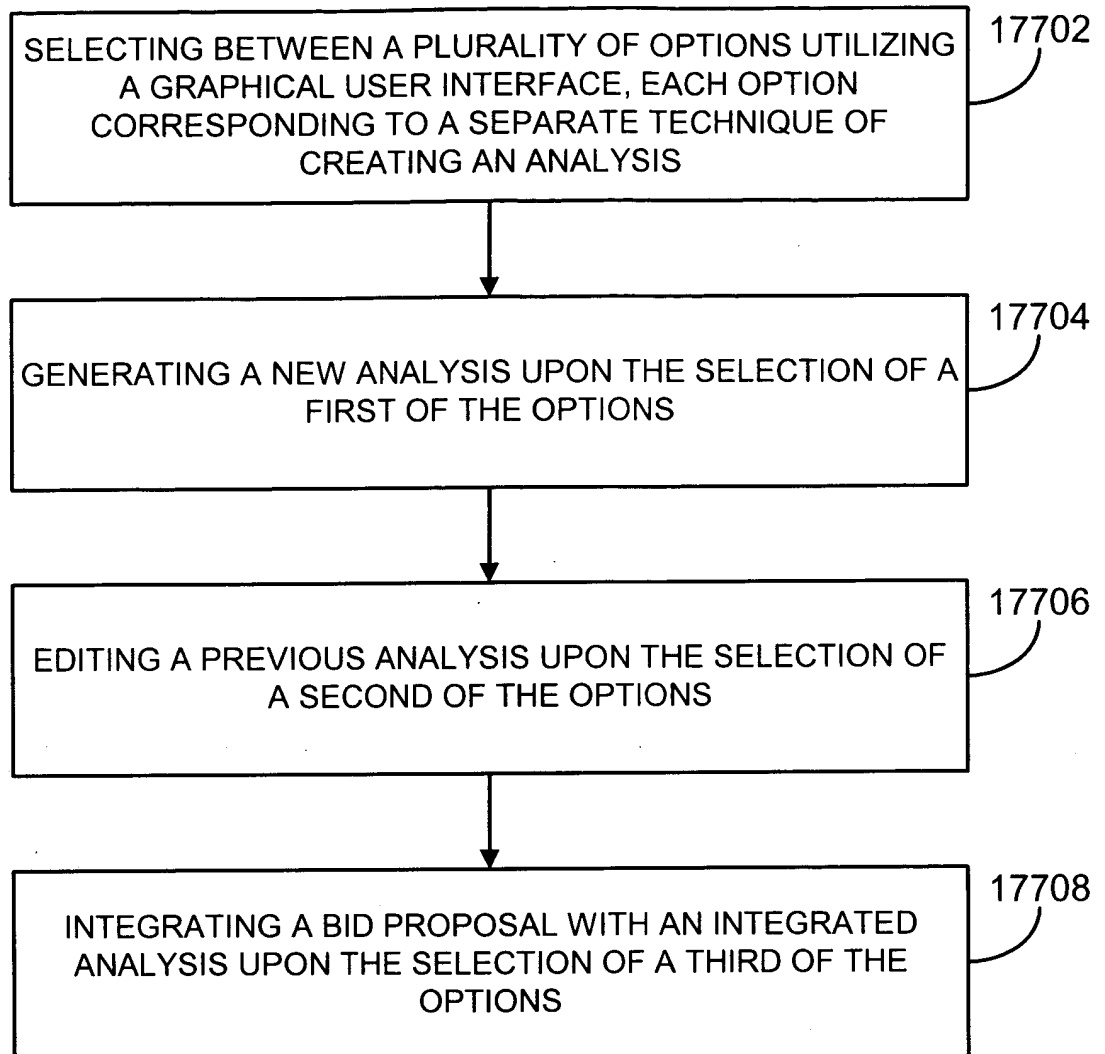 SELECTING BETWEEN A PLURALITY OF OPTIONS UTILIZING
A GRAPHICAL USER INTERFACE, EACH OPTION
CORRESPONDING TO A SEPARATE TECHNIQUE OF
CREATING AN ANALYSIS
17702
GENERATING A NEW ANALYSIS UPON THE SELECTION OF A
FIRST OF THE OPTIONS
17704
EDITING A PREVIOUS ANALYSIS UPON THE SELECTION OF
A SECOND OF THE OPTIONS
17706
INTEGRATING A BID PROPOSAL WITH AN INTEGRATED
ANALYSIS UPON THE SELECTION OF A THIRD OF THE
OPTIONS
17708